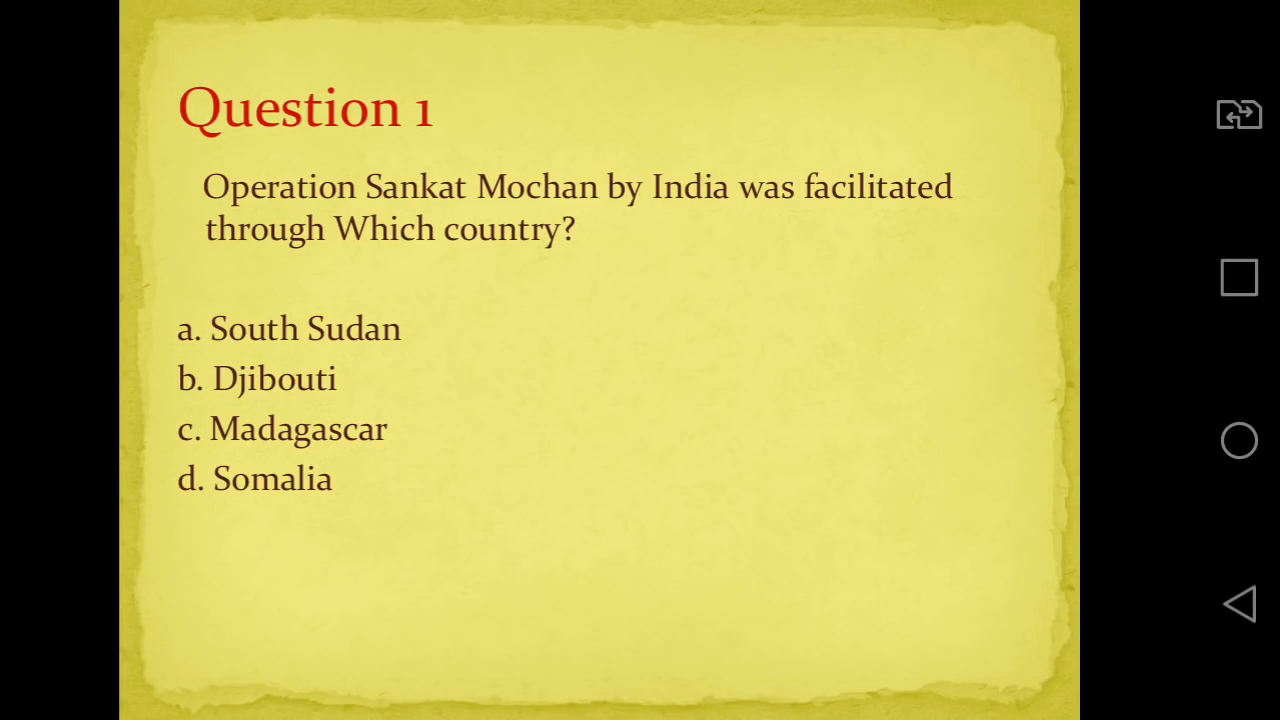 Question 1
Operation Sankat Mochan by India was facilitated
through Which country?
a. South Sudan
b. Djibouti
c. Madagascar
d. Somalia